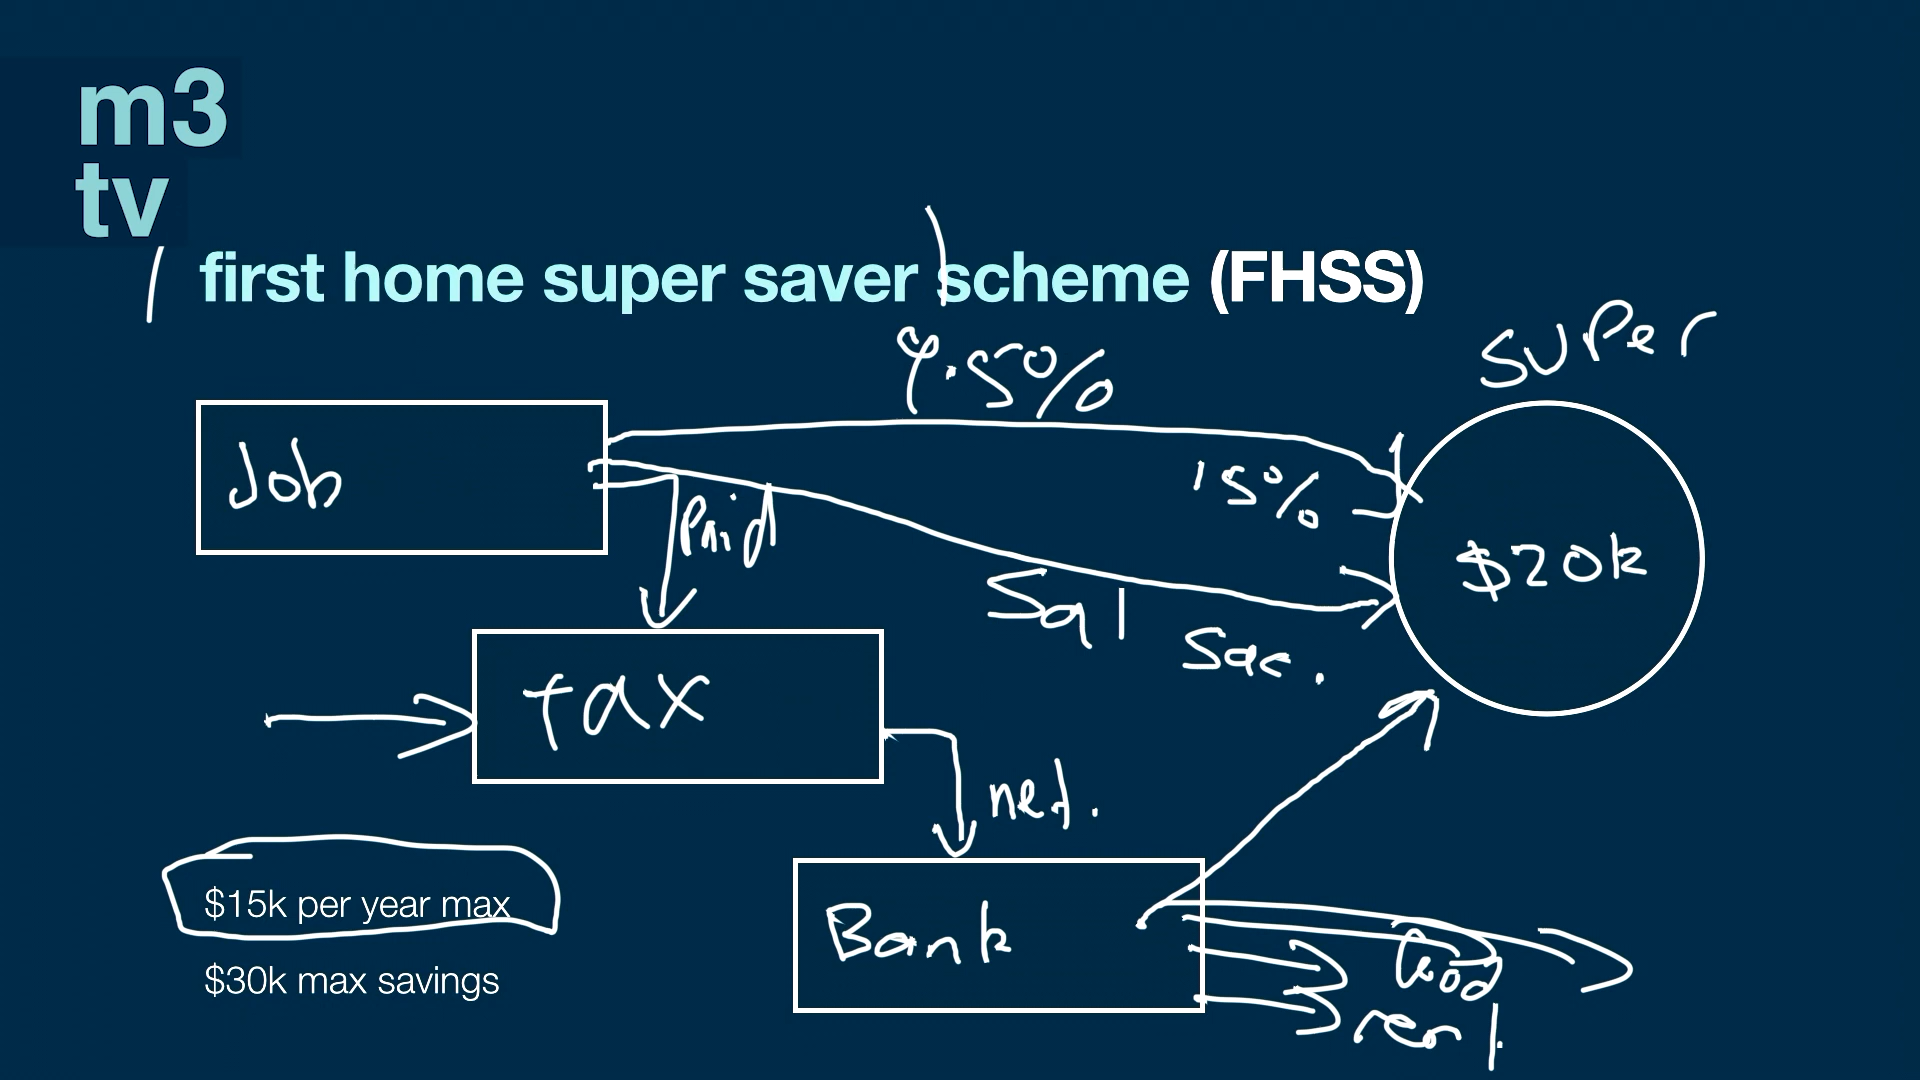 m3
tv
first home super saver scheme (FHSS)
super
9.5%
Job
15%
Paid
$20k
Sal Sac.
tax
net.
$15k per year max
Bank
food
$30k max savings
rent.